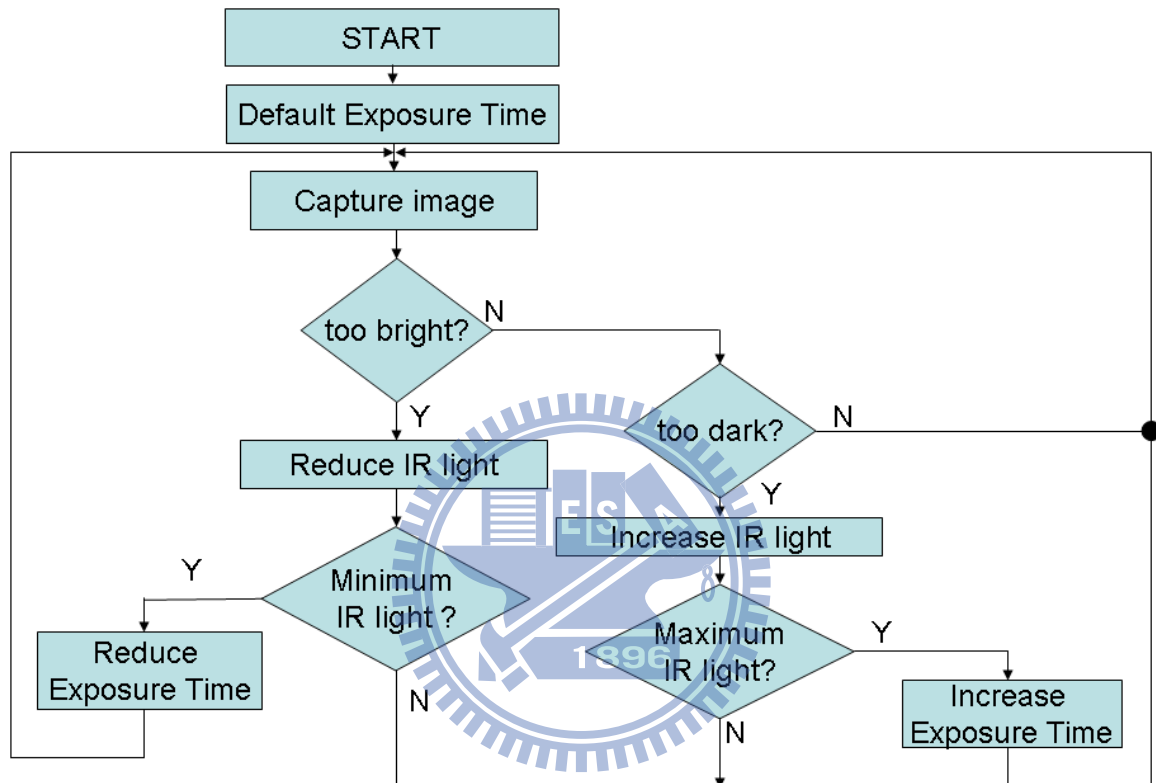 START
Default Exposure Time
Capture image
too bright?
N
Y
too dark?
N
Y
Reduce IR light
Increase IR light
Minimum
IR light ?
Y
N
Maximum
IR light?
Y
N
Reduce
Exposure Time
Increase
Exposure Time
E S A
1896